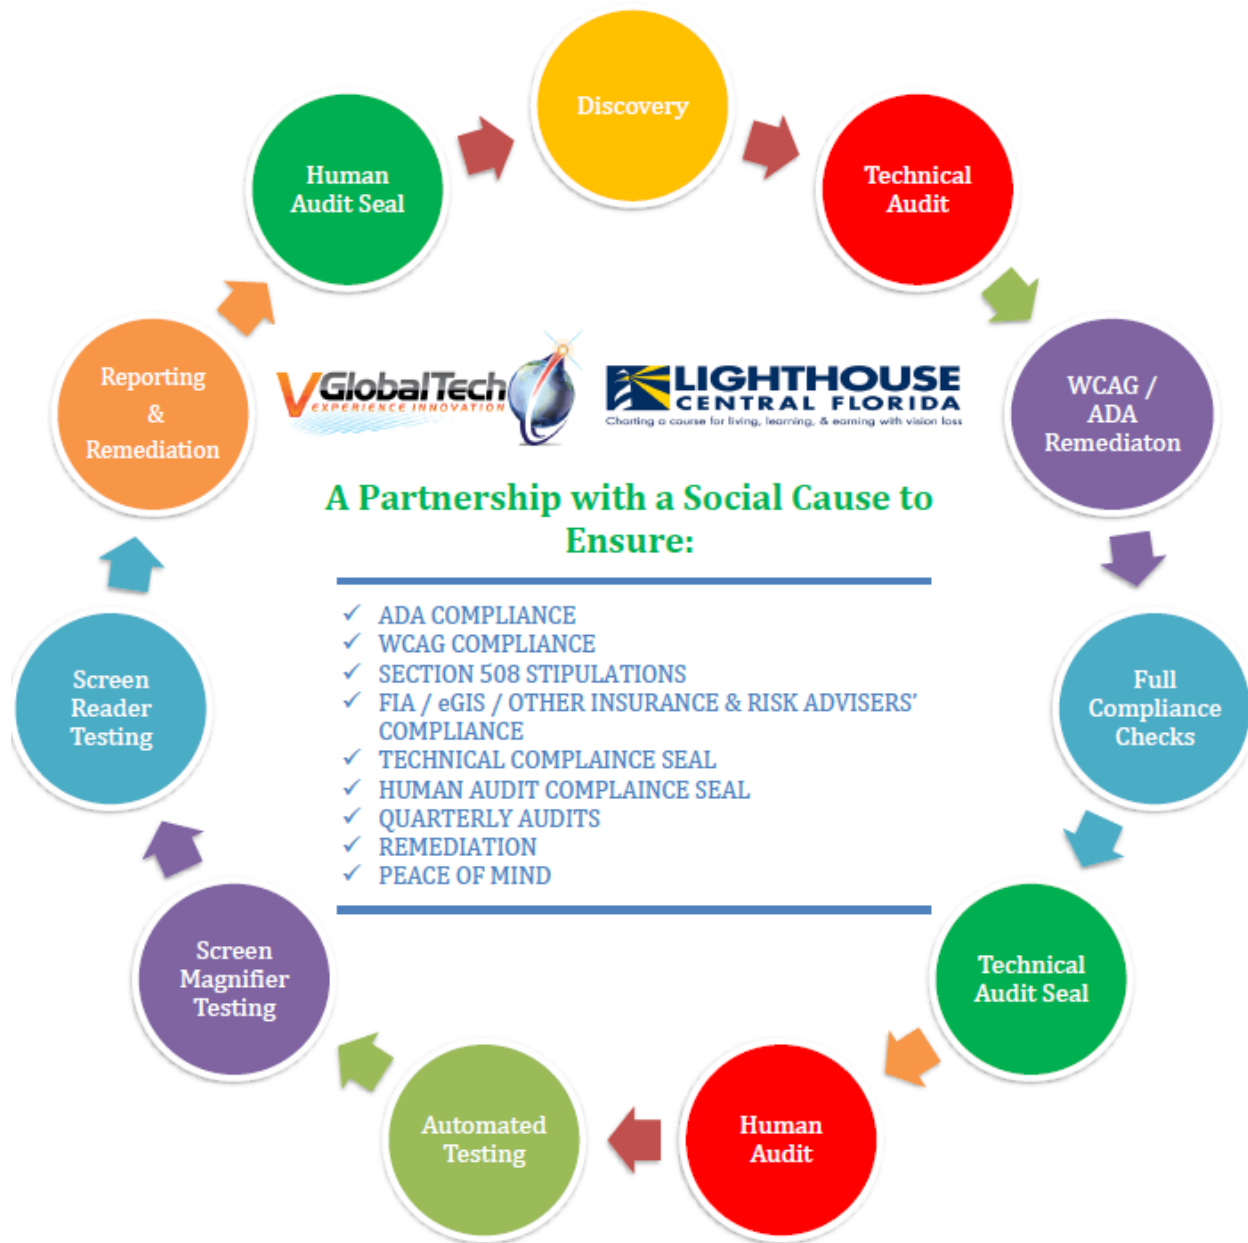 Discovery
Technical
Audit
WCAG /
ADA
Remediaton
Full
Compliance
Checks
Technical
Audit Seal
Human
Audit
Automated
Testing
Screen
Magnifier
Testing
Screen
Reader
Testing
Reporting
&
Remediation
Human
Audit Seal
VGlobalTech
EXPERIENCE INNOVATION
LIGHTHOUSE
CENTRAL FLORIDA
Charting a course for living, learning, & earning with vision loss
A Partnership with a Social Cause to
Ensure:
✓ ADA COMPLIANCE
✓ WCAG COMPLIANCE
✓ SECTION 508 STIPULATIONS
✓ FIA / eGIS / OTHER INSURANCE & RISK ADVISERS’
COMPLIANCE
✓ TECHNICAL COMPLAINCE SEAL
✓ HUMAN AUDIT COMPLAINCE SEAL
✓ QUARTERLY AUDITS
✓ REMEDIATION
✓ PEACE OF MIND